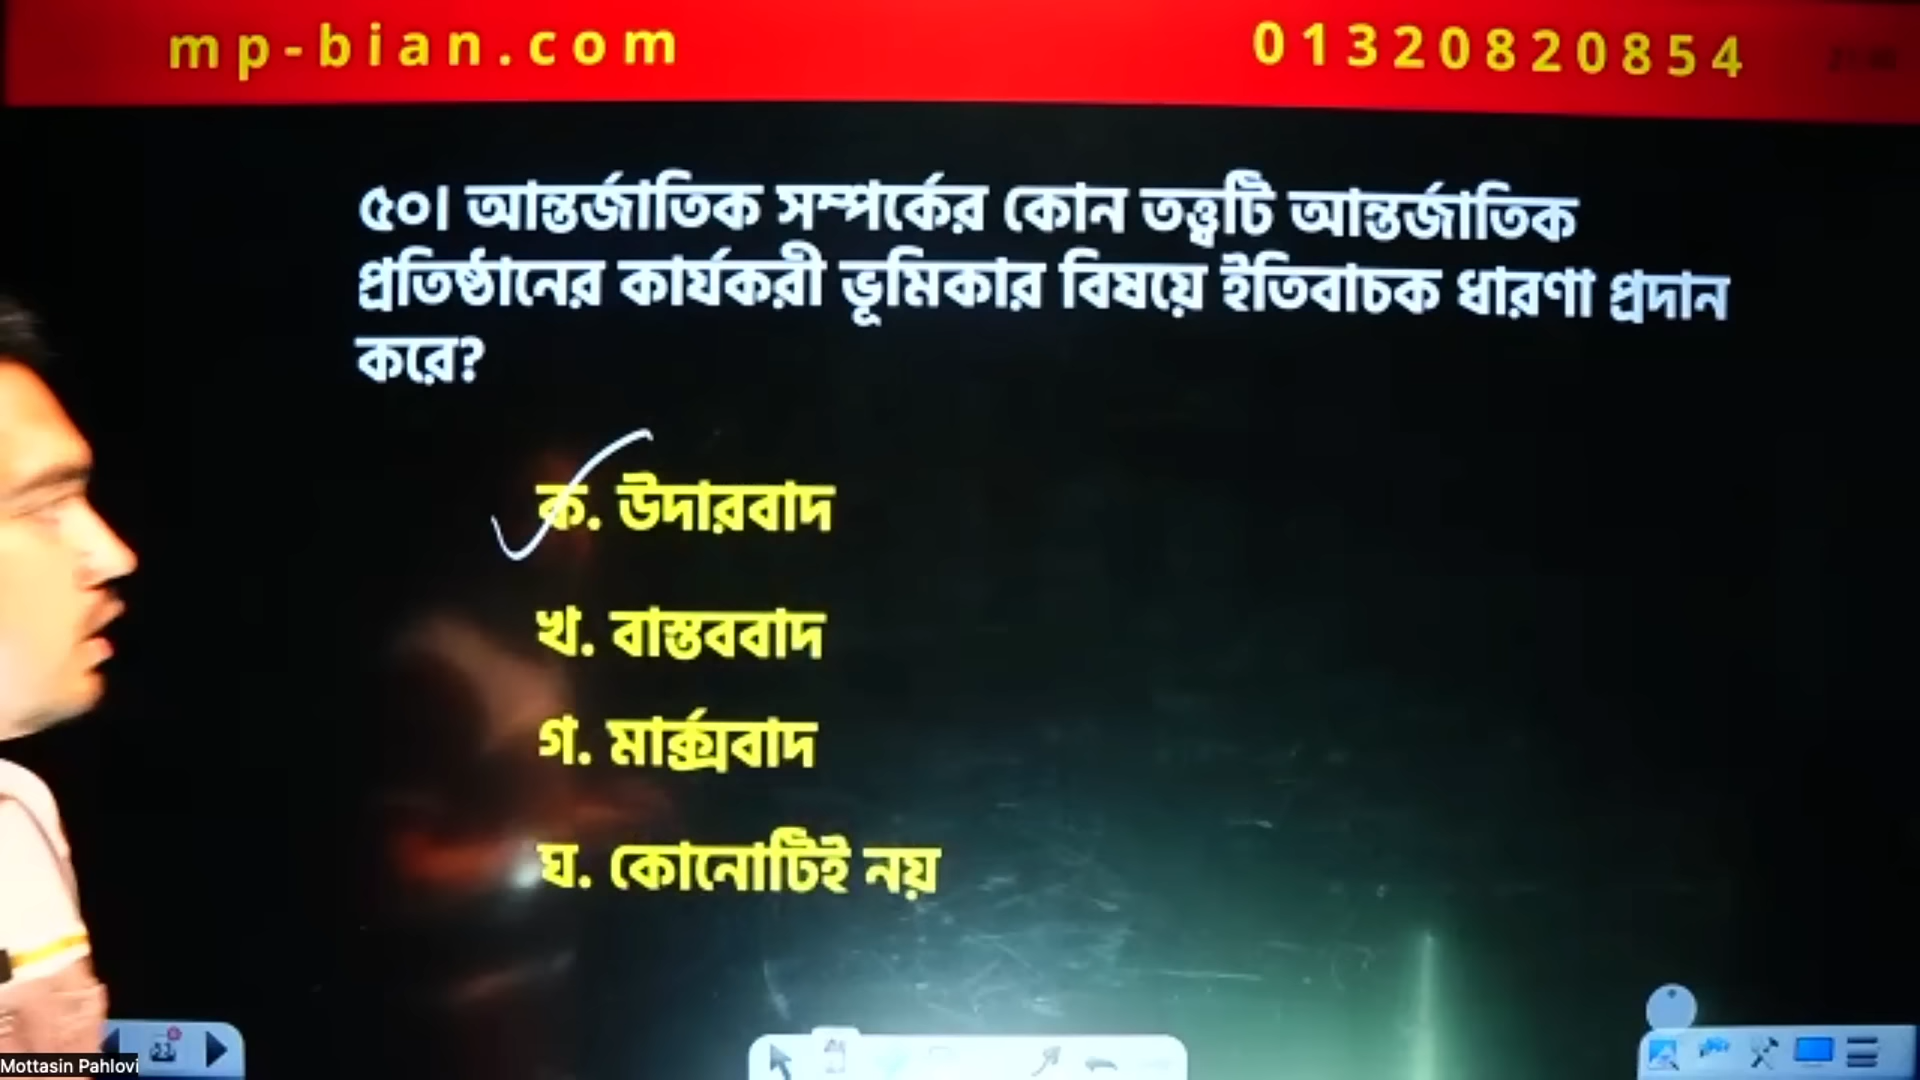 mp-bian.com
01320820854
৫০। আন্তর্জাতিক সম্পর্কের কোন তত্ত্বটি আন্তর্জাতিক
প্রতিষ্ঠানের কার্যকরী ভূমিকার বিষয়ে ইতিবাচক ধারণা প্রদান
করে?
ক. উদারবাদ
খ. বাস্তববাদ
গ. মার্ক্সবাদ
ঘ. কোনোটিই নয়
Mottasin Pahlovi